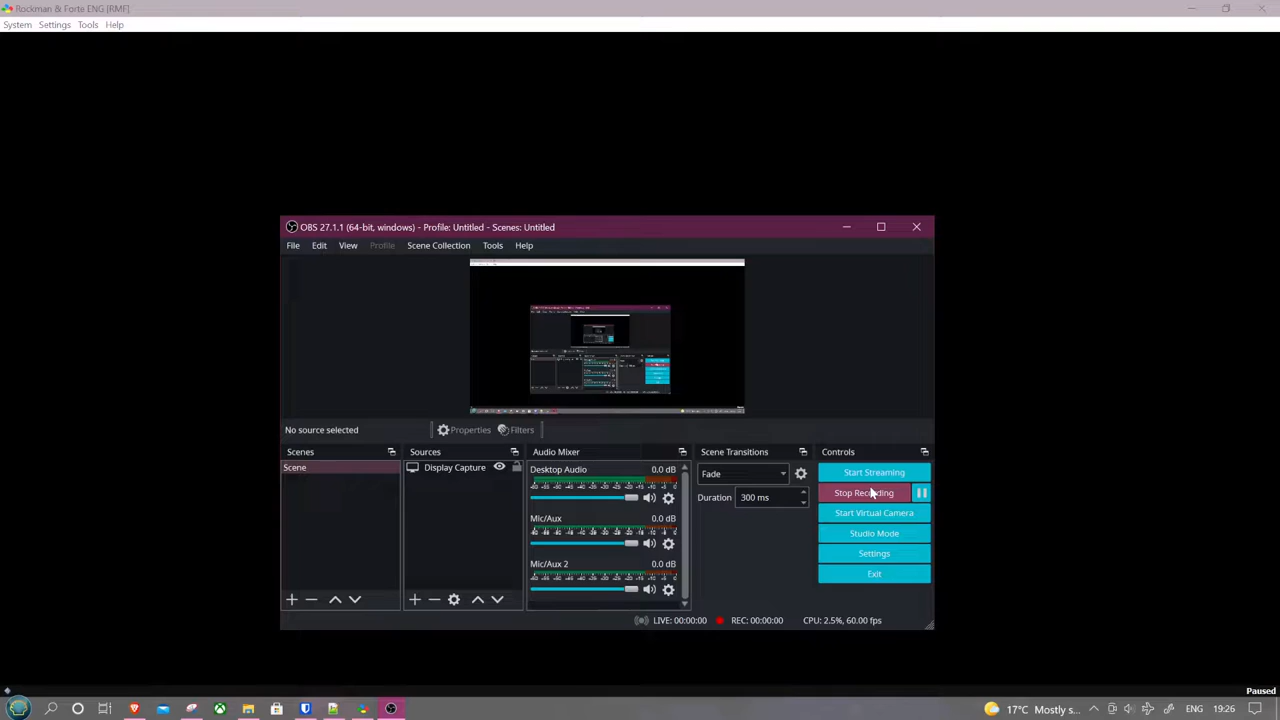 Rockman & Forte ENG [RMF]
System Settings Tools Help
OBS 27.1.1 (64-bit, windows) - Profile: Untitled - Scenes: Untitled
File Edit View Profile Scene Collection Tools Help
No source selected Properties Filters
Scenes Sources Audio Mixer Scene Transitions Controls
Scene
Display Capture
Desktop Audio 0.0 dB
Mic/Aux 0.0 dB
Mic/Aux 2 0.0 dB
Fade
Duration 300 ms
Start Streaming
Stop Recording
Start Virtual Camera
Studio Mode
Settings
Exit
LIVE: 00:00:00 REC: 00:00:00 CPU: 2.5%, 60.00 fps
Paused
17°C Mostly s... ENG 19:26